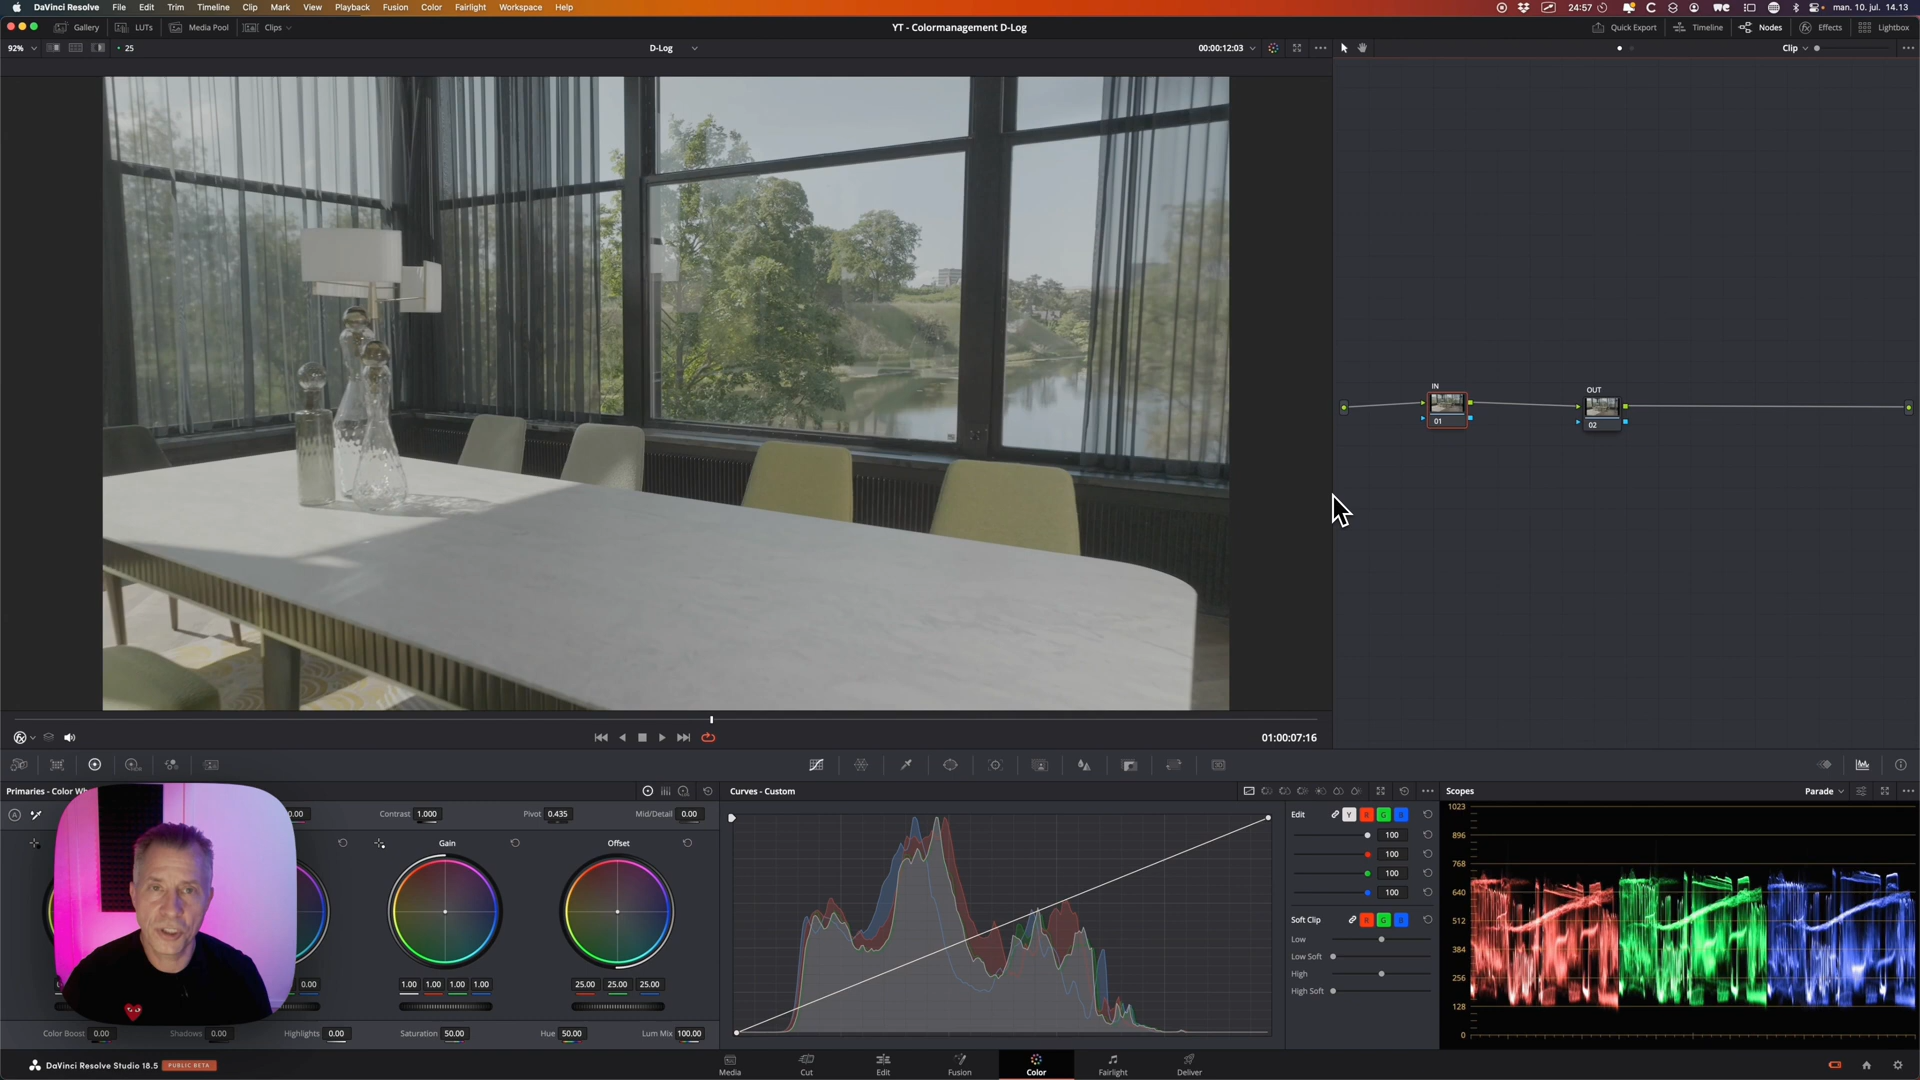 DaVinci Resolve File Edit Trim Timeline Clip Mark View Playback Fusion Color Fairlight Workspace Help 24:57 man. 10. jul. 14.13
Gallery LUTs Media Pool Clips YT - Colormanagement D-Log Quick Export Timeline Nodes Effects Lightbox
92% 25 D-Log 00:00:12:03 Clip
IN
01
OUT
02
01:00:07:16
Primaries - Color Wh
Curves - Custom
Scopes
Parade
A
0.00 Contrast 1.000 Pivot 0.435 Mid/Detail 0.00
Gain
Offset
0.00
1.00 1.00 1.00 1.00
25.00 25.00 25.00
Color Boost 0.00 Shadows 0.00 Highlights 0.00 Saturation 50.00 Hue 50.00 Lum Mix 100.00
Edit Y R G B
100
100
100
100
Soft Clip R G B
Low
Low Soft
High
High Soft
1023
896
768
640
512
384
256
128
0
DaVinci Resolve Studio 18.5 PUBLIC BETA
Media Cut Edit Fusion Color Fairlight Deliver